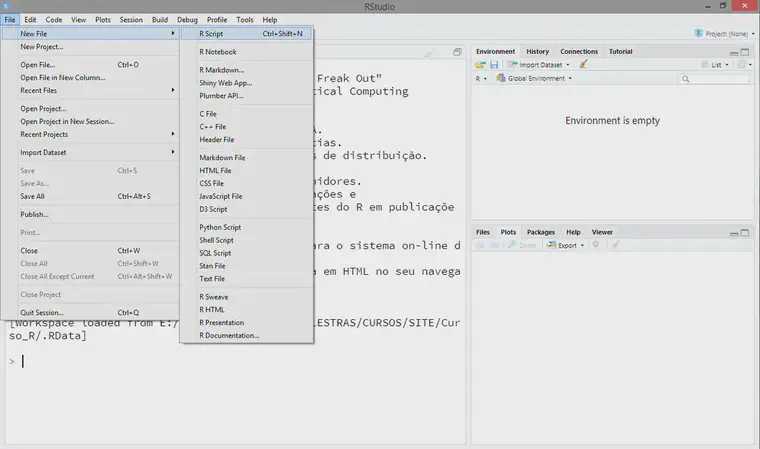 RStudio
File Edit Code View Plots Session Build Debug Profile Tools Help
Project: (None)
New File
New Project...
Open File... Ctrl+O
Open File in New Column...
Recent Files
Open Project...
Open Project in New Session...
Recent Projects
Import Dataset
Save Ctrl+S
Save As...
Save All Ctrl+Alt+S
Publish...
Print...
Close Ctrl+W
Close All Ctrl+Shift+W
Close All Except Current Ctrl+Alt+Shift+W
Close Project
Quit Session... Ctrl+Q
R Script Ctrl+Shift+N
R Notebook
R Markdown...
Shiny Web App...
Plumber API...
C File
C++ File
Header File
Markdown File
HTML File
CSS File
JavaScript File
D3 Script
Python Script
Shell Script
SQL Script
Stan File
Text File
R Sweave
R HTML
R Presentation
R Documentation...
Freak Out"
tical Computing
A.
cias.
s de distribuição.
uidores.
ações e
tes do R em publicaçõe
ara o sistema on-line d
a em HTML no seu navega
[Workspace loaded from E:/ LESTRAS/CURSOS/SITE/Cur
so_R/.RData]
>
Environment History Connections Tutorial
Import Dataset List
R Global Environment
Environment is empty
Files Plots Packages Help Viewer
Zoom Export